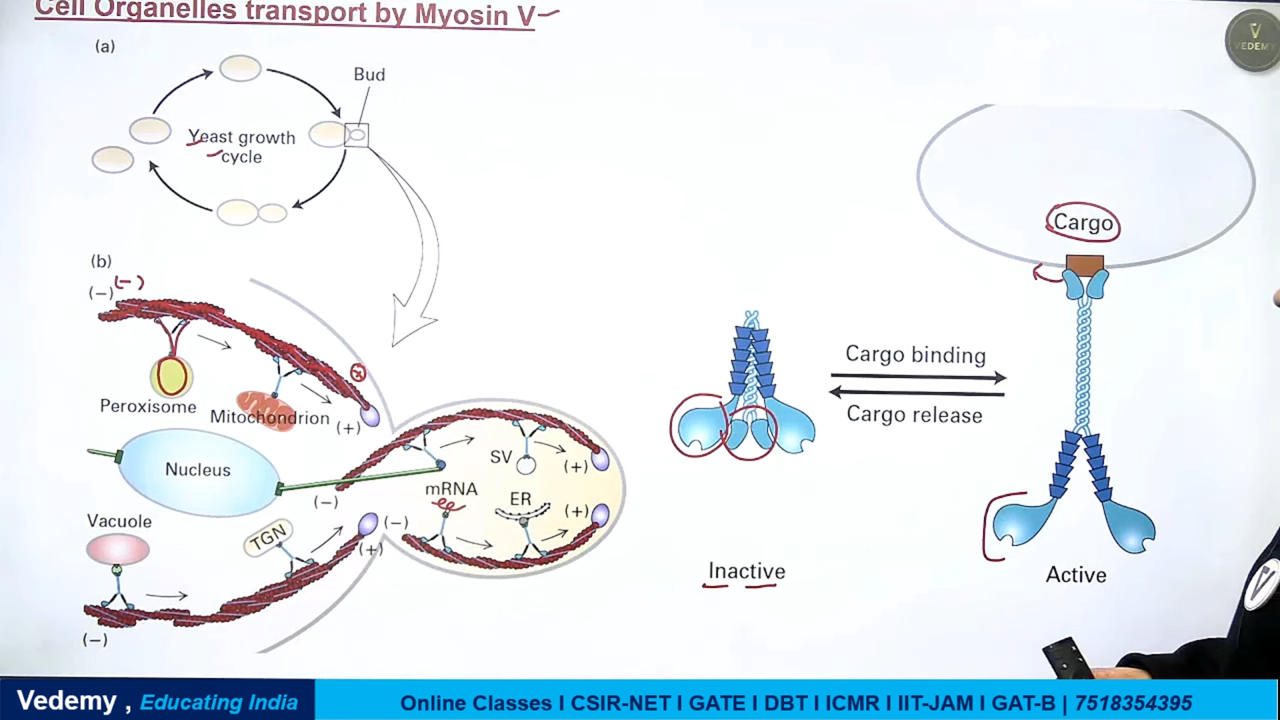 Cell Organelles transport by Myosin V
VEDEMY
(a)
Bud
Yeast growth
cycle
Cargo
(b)
(-)
(−)
+
Peroxisome
Mitochondrion
(+)
Cargo binding
Cargo release
Nucleus
SV
(+)
(−)
mRNA
ER
(+)
Vacuole
TGN
(−)
(+)
Inactive
Active
(−)
Vedemy , Educating India
Online Classes I CSIR-NET I GATE I DBT I ICMR I IIT-JAM I GAT-B | 7518354395